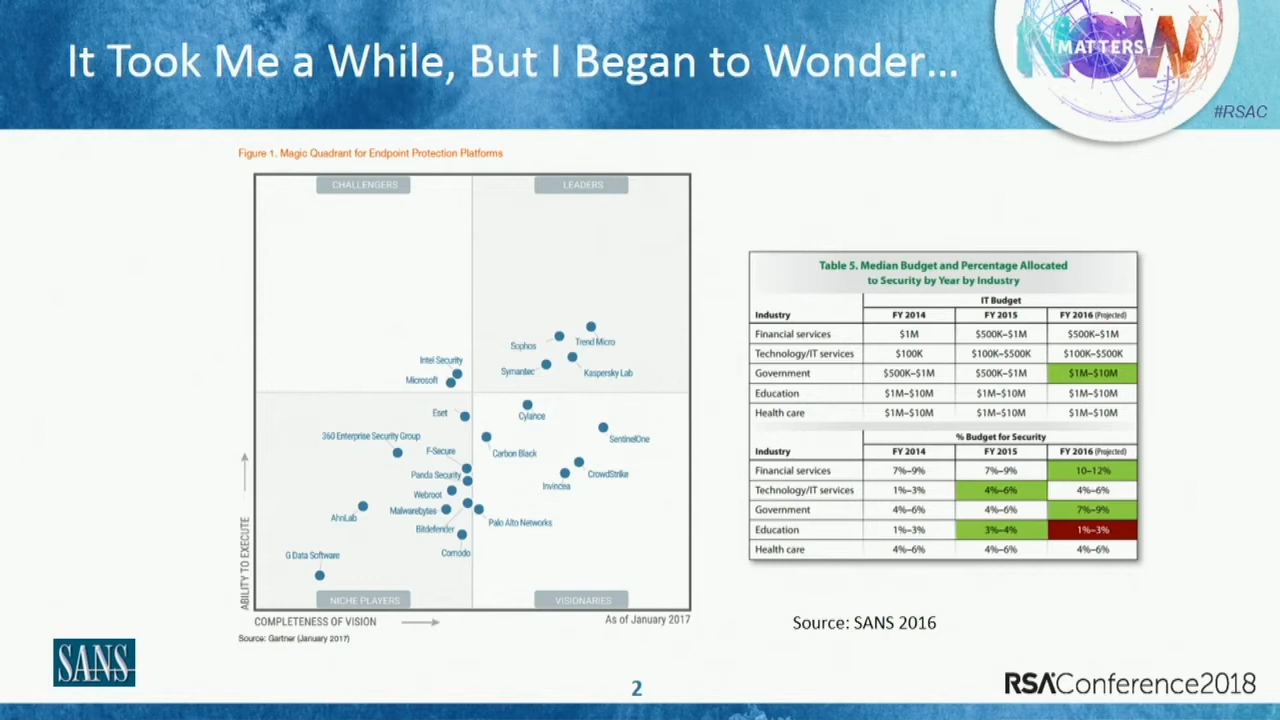 It Took Me a While, But I Began to Wonder...
NOW
MATTERS
#RSAC
Figure 1. Magic Quadrant for Endpoint Protection Platforms
CHALLENGERS
LEADERS
Sophos
Trend Micro
Symantec
Kaspersky Lab
Intel Security
Microsoft
Eset
Cylance
360 Enterprise Security Group
SentinelOne
F-Secure
Carbon Black
Panda Security
CrowdStrike
Invincea
Webroot
Malwarebytes
AhnLab
Bitdefender
Palo Alto Networks
Comodo
G Data Software
NICHE PLAYERS
VISIONARIES
ABILITY TO EXECUTE
COMPLETENESS OF VISION
As of January 2017
Source: Gartner (January 2017)
Table 5. Median Budget and Percentage Allocated
to Security by Year by Industry
IT Budget
Industry FY 2014 FY 2015 FY 2016 (Projected)
Financial services $1M $500K–$1M $500K–$1M
Technology/IT services $100K $100K–$500K $100K–$500K
Government $500K–$1M $500K–$1M $1M–$10M
Education $1M–$10M $1M–$10M $1M–$10M
Health care $1M–$10M $1M–$10M $1M–$10M
% Budget for Security
Industry FY 2014 FY 2015 FY 2016 (Projected)
Financial services 7%–9% 7%–9% 10–12%
Technology/IT services 1%–3% 4%–6% 4%–6%
Government 4%–6% 4%–6% 7%–9%
Education 1%–3% 3%–4% 1%–3%
Health care 4%–6% 4%–6% 4%–6%
Source: SANS 2016
SANS
2
RSAConference2018